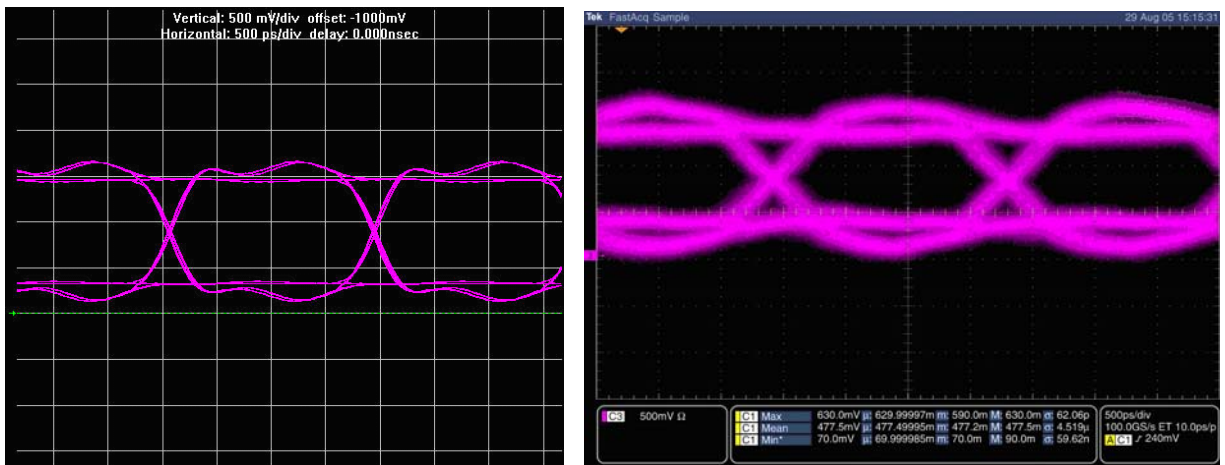 Vertical: 500 mV/div  offset: -1000mV
Horizontal: 500 ps/div  delay: 0.000nsec
Tek FastAcq Sample 29 Aug 05 15:15:31
C3 500mV Ω
C1 Max 630.0mV µ: 629.99997m m: 590.0m M: 630.0m σ: 62.06p
C1 Mean 477.5mV µ: 477.49995m m: 477.2m M: 477.5m σ: 4.519µ
C1 Min* 70.0mV µ: 69.999985m m: 70.0m M: 90.0m σ: 59.62n
500ps/div
100.0GS/s ET 10.0ps/p
A C1 240mV